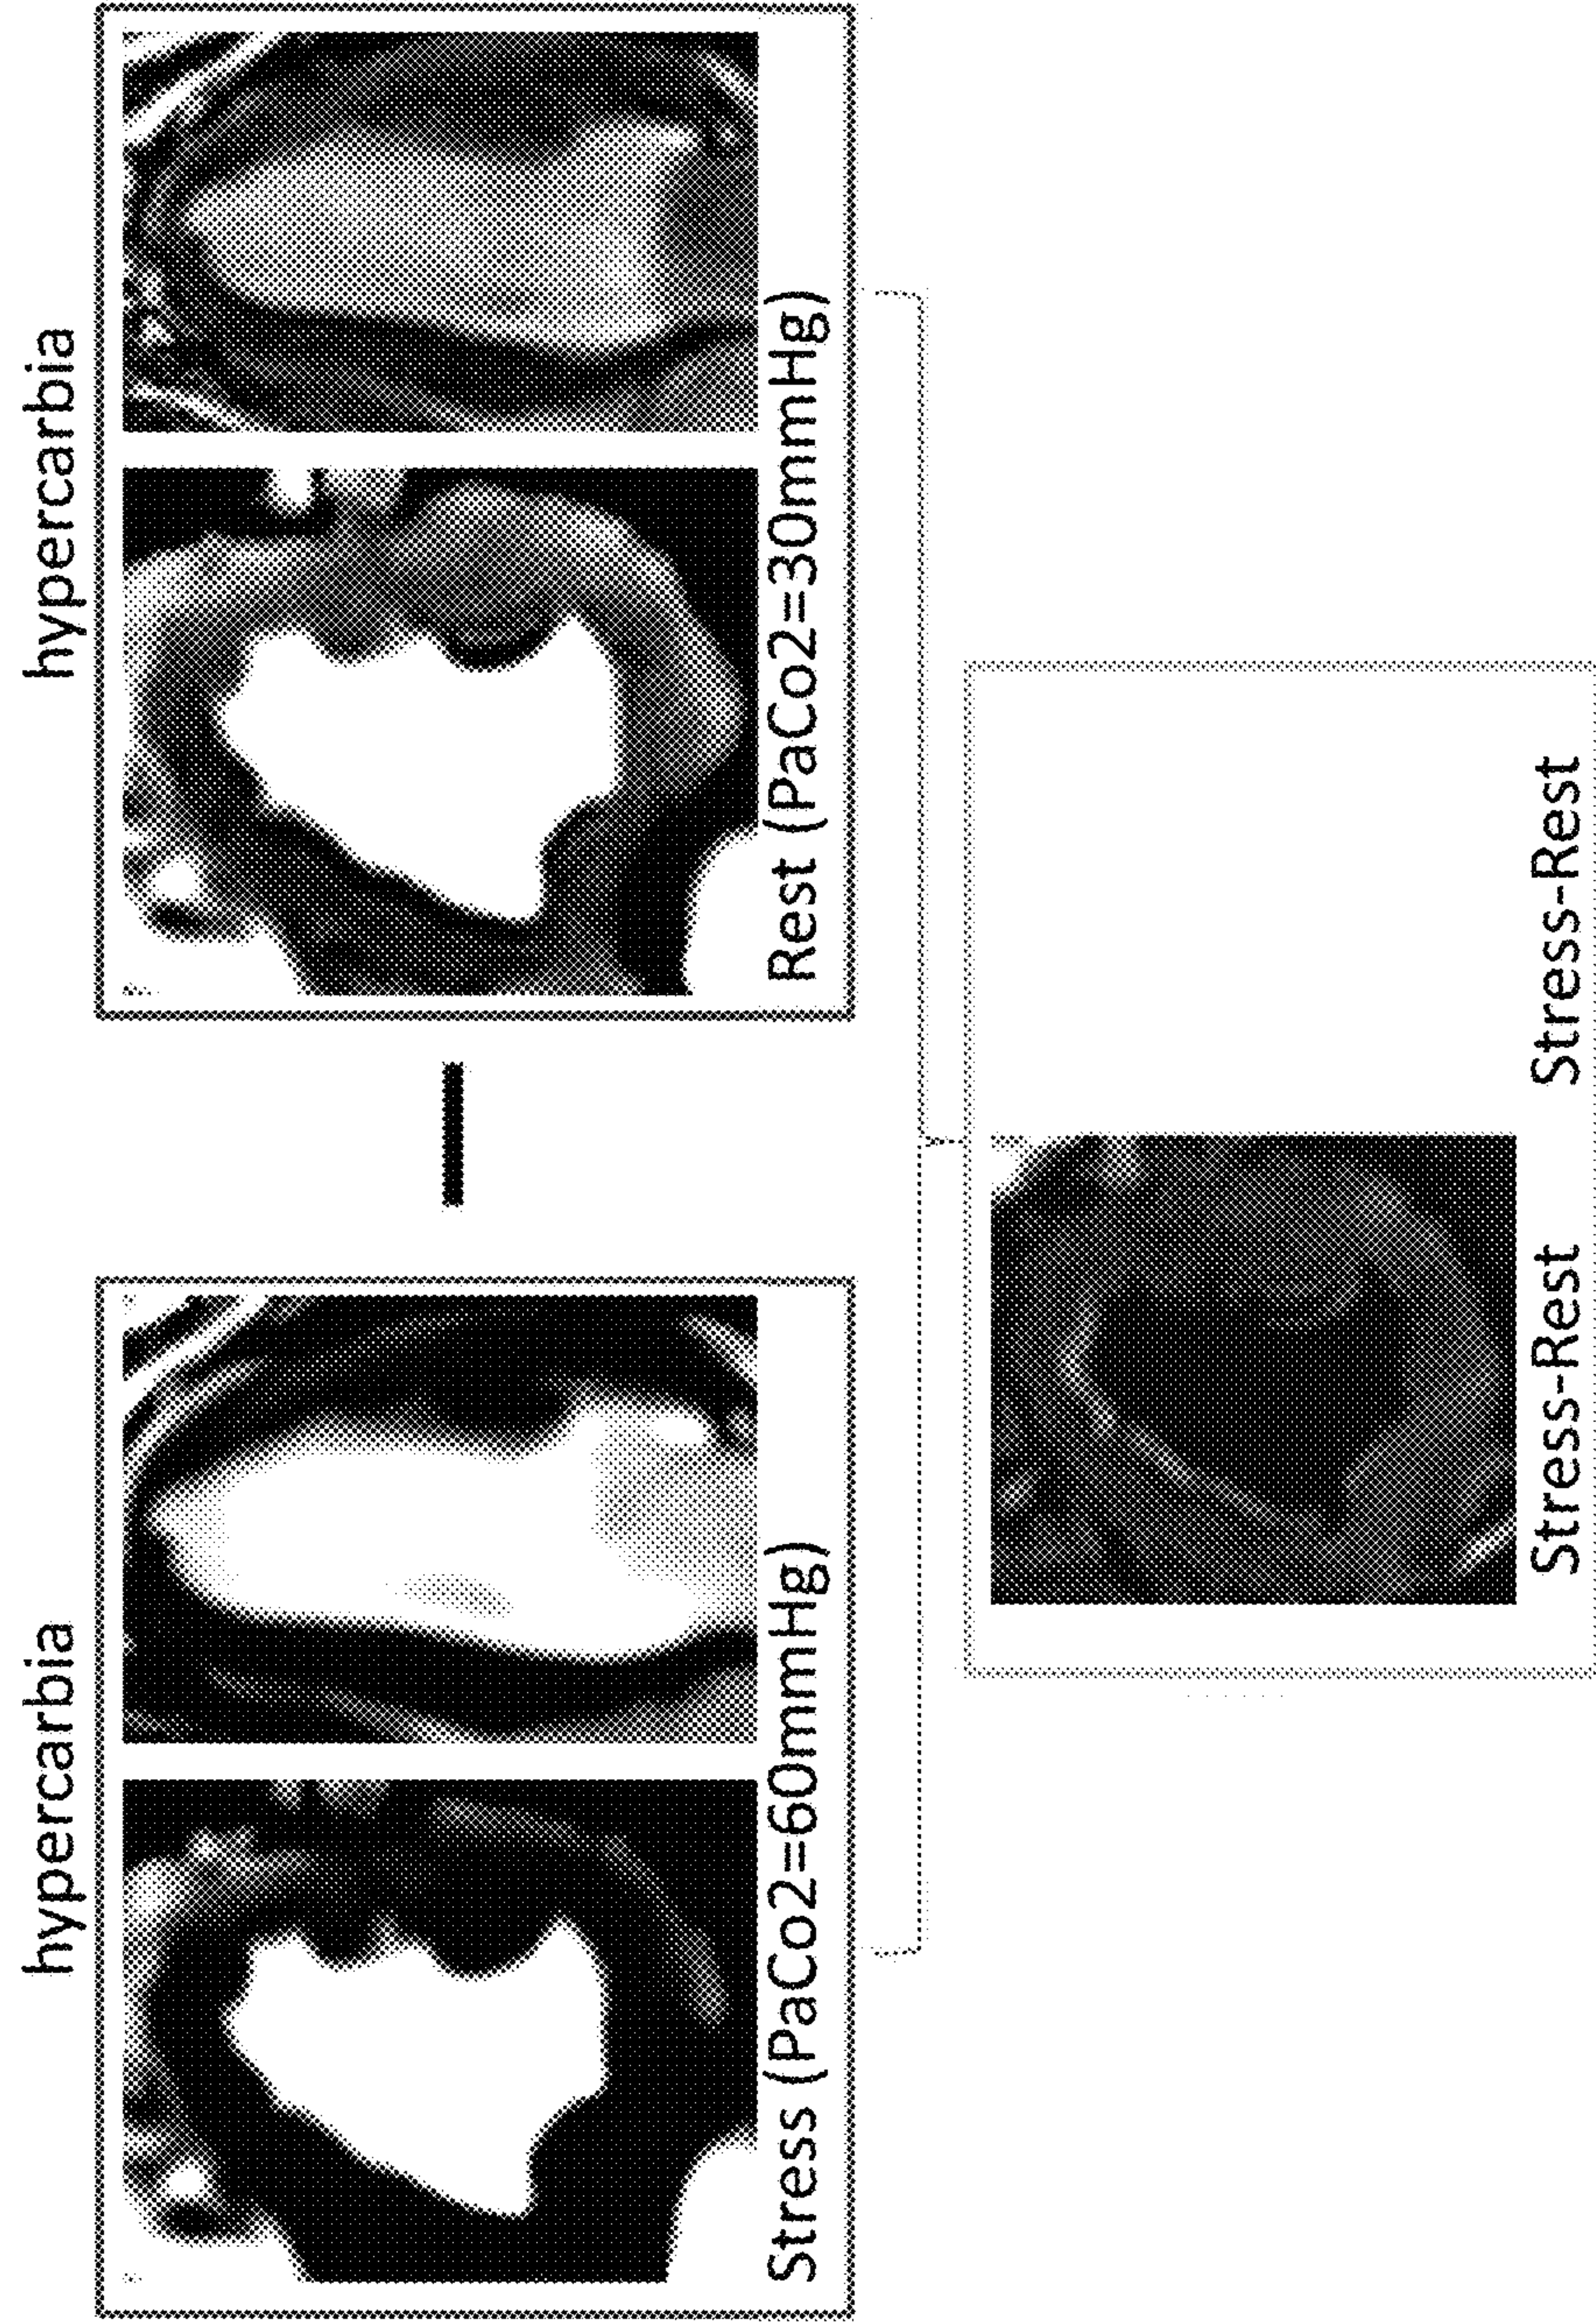 hypercarbia
hypercarbia
Stress (PaCo2=60mmHg)
Rest (PaCo2=30mmHg)
Stress-Rest
Stress-Rest